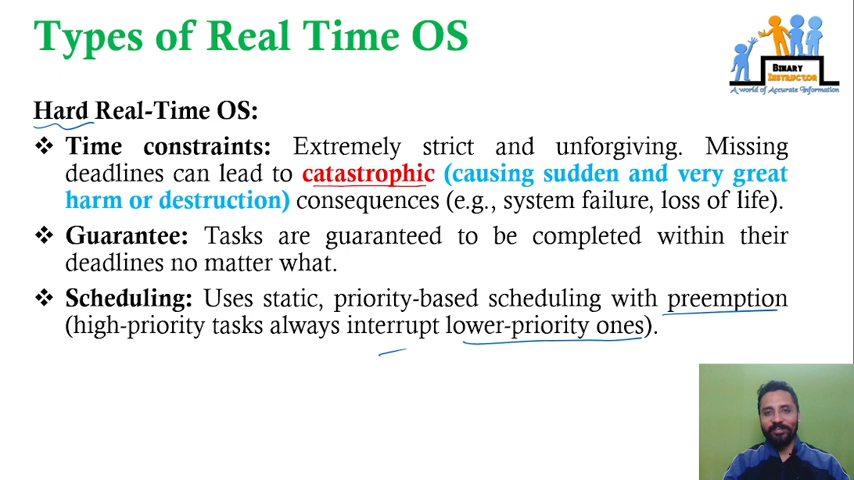 Types of Real Time OS
BINARY
INSTRUCTOR
A world of Accurate Information
Hard Real-Time OS:
❖ Time constraints: Extremely strict and unforgiving. Missing
deadlines can lead to catastrophic (causing sudden and very great
harm or destruction) consequences (e.g., system failure, loss of life).
❖ Guarantee: Tasks are guaranteed to be completed within their
deadlines no matter what.
❖ Scheduling: Uses static, priority-based scheduling with preemption
(high-priority tasks always interrupt lower-priority ones).